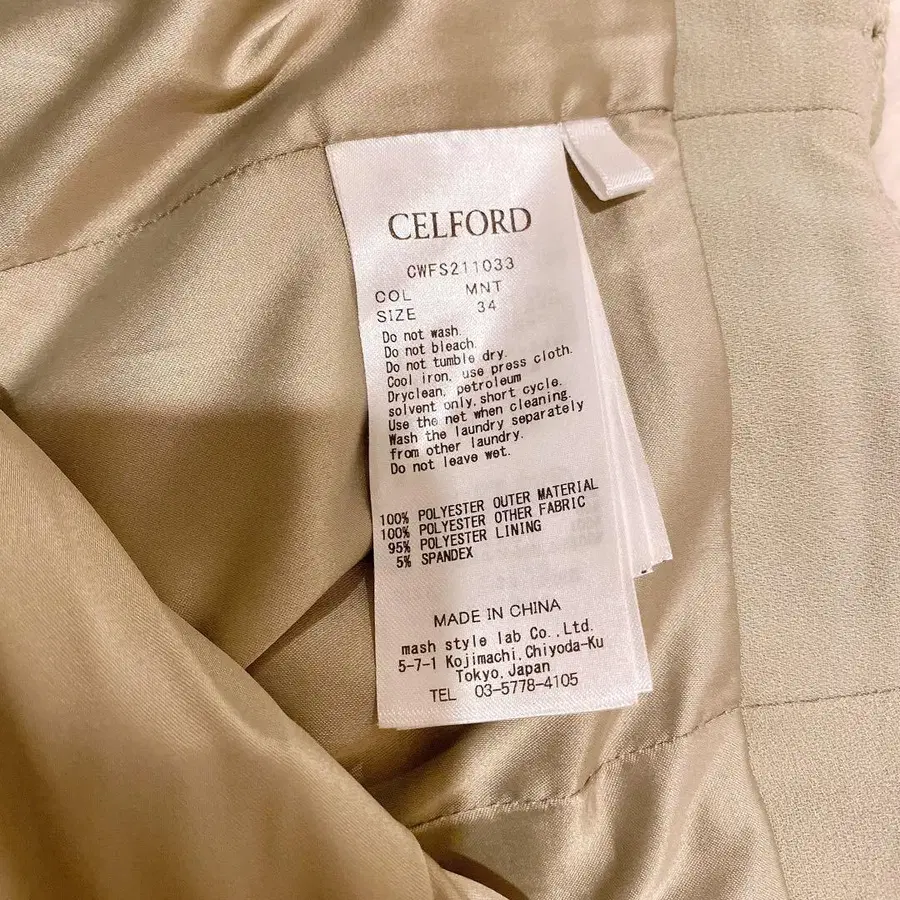 CELFORD
CWFS211033
COL MNT
SIZE 34
Do not wash.
Do not bleach.
Do not tumble dry.
Cool iron, use press cloth.
Dryclean, petroleum
solvent only, short cycle.
Use the net when cleaning.
Wash the laundry separately
from other laundry.
Do not leave wet.
100% POLYESTER OUTER MATERIAL
100% POLYESTER OTHER FABRIC
95% POLYESTER LINING
5% SPANDEX
MADE IN CHINA
mash style lab Co.,Ltd.
5-7-1 Kojimachi,Chiyoda-Ku
Tokyo,Japan
TEL 03-5778-4105